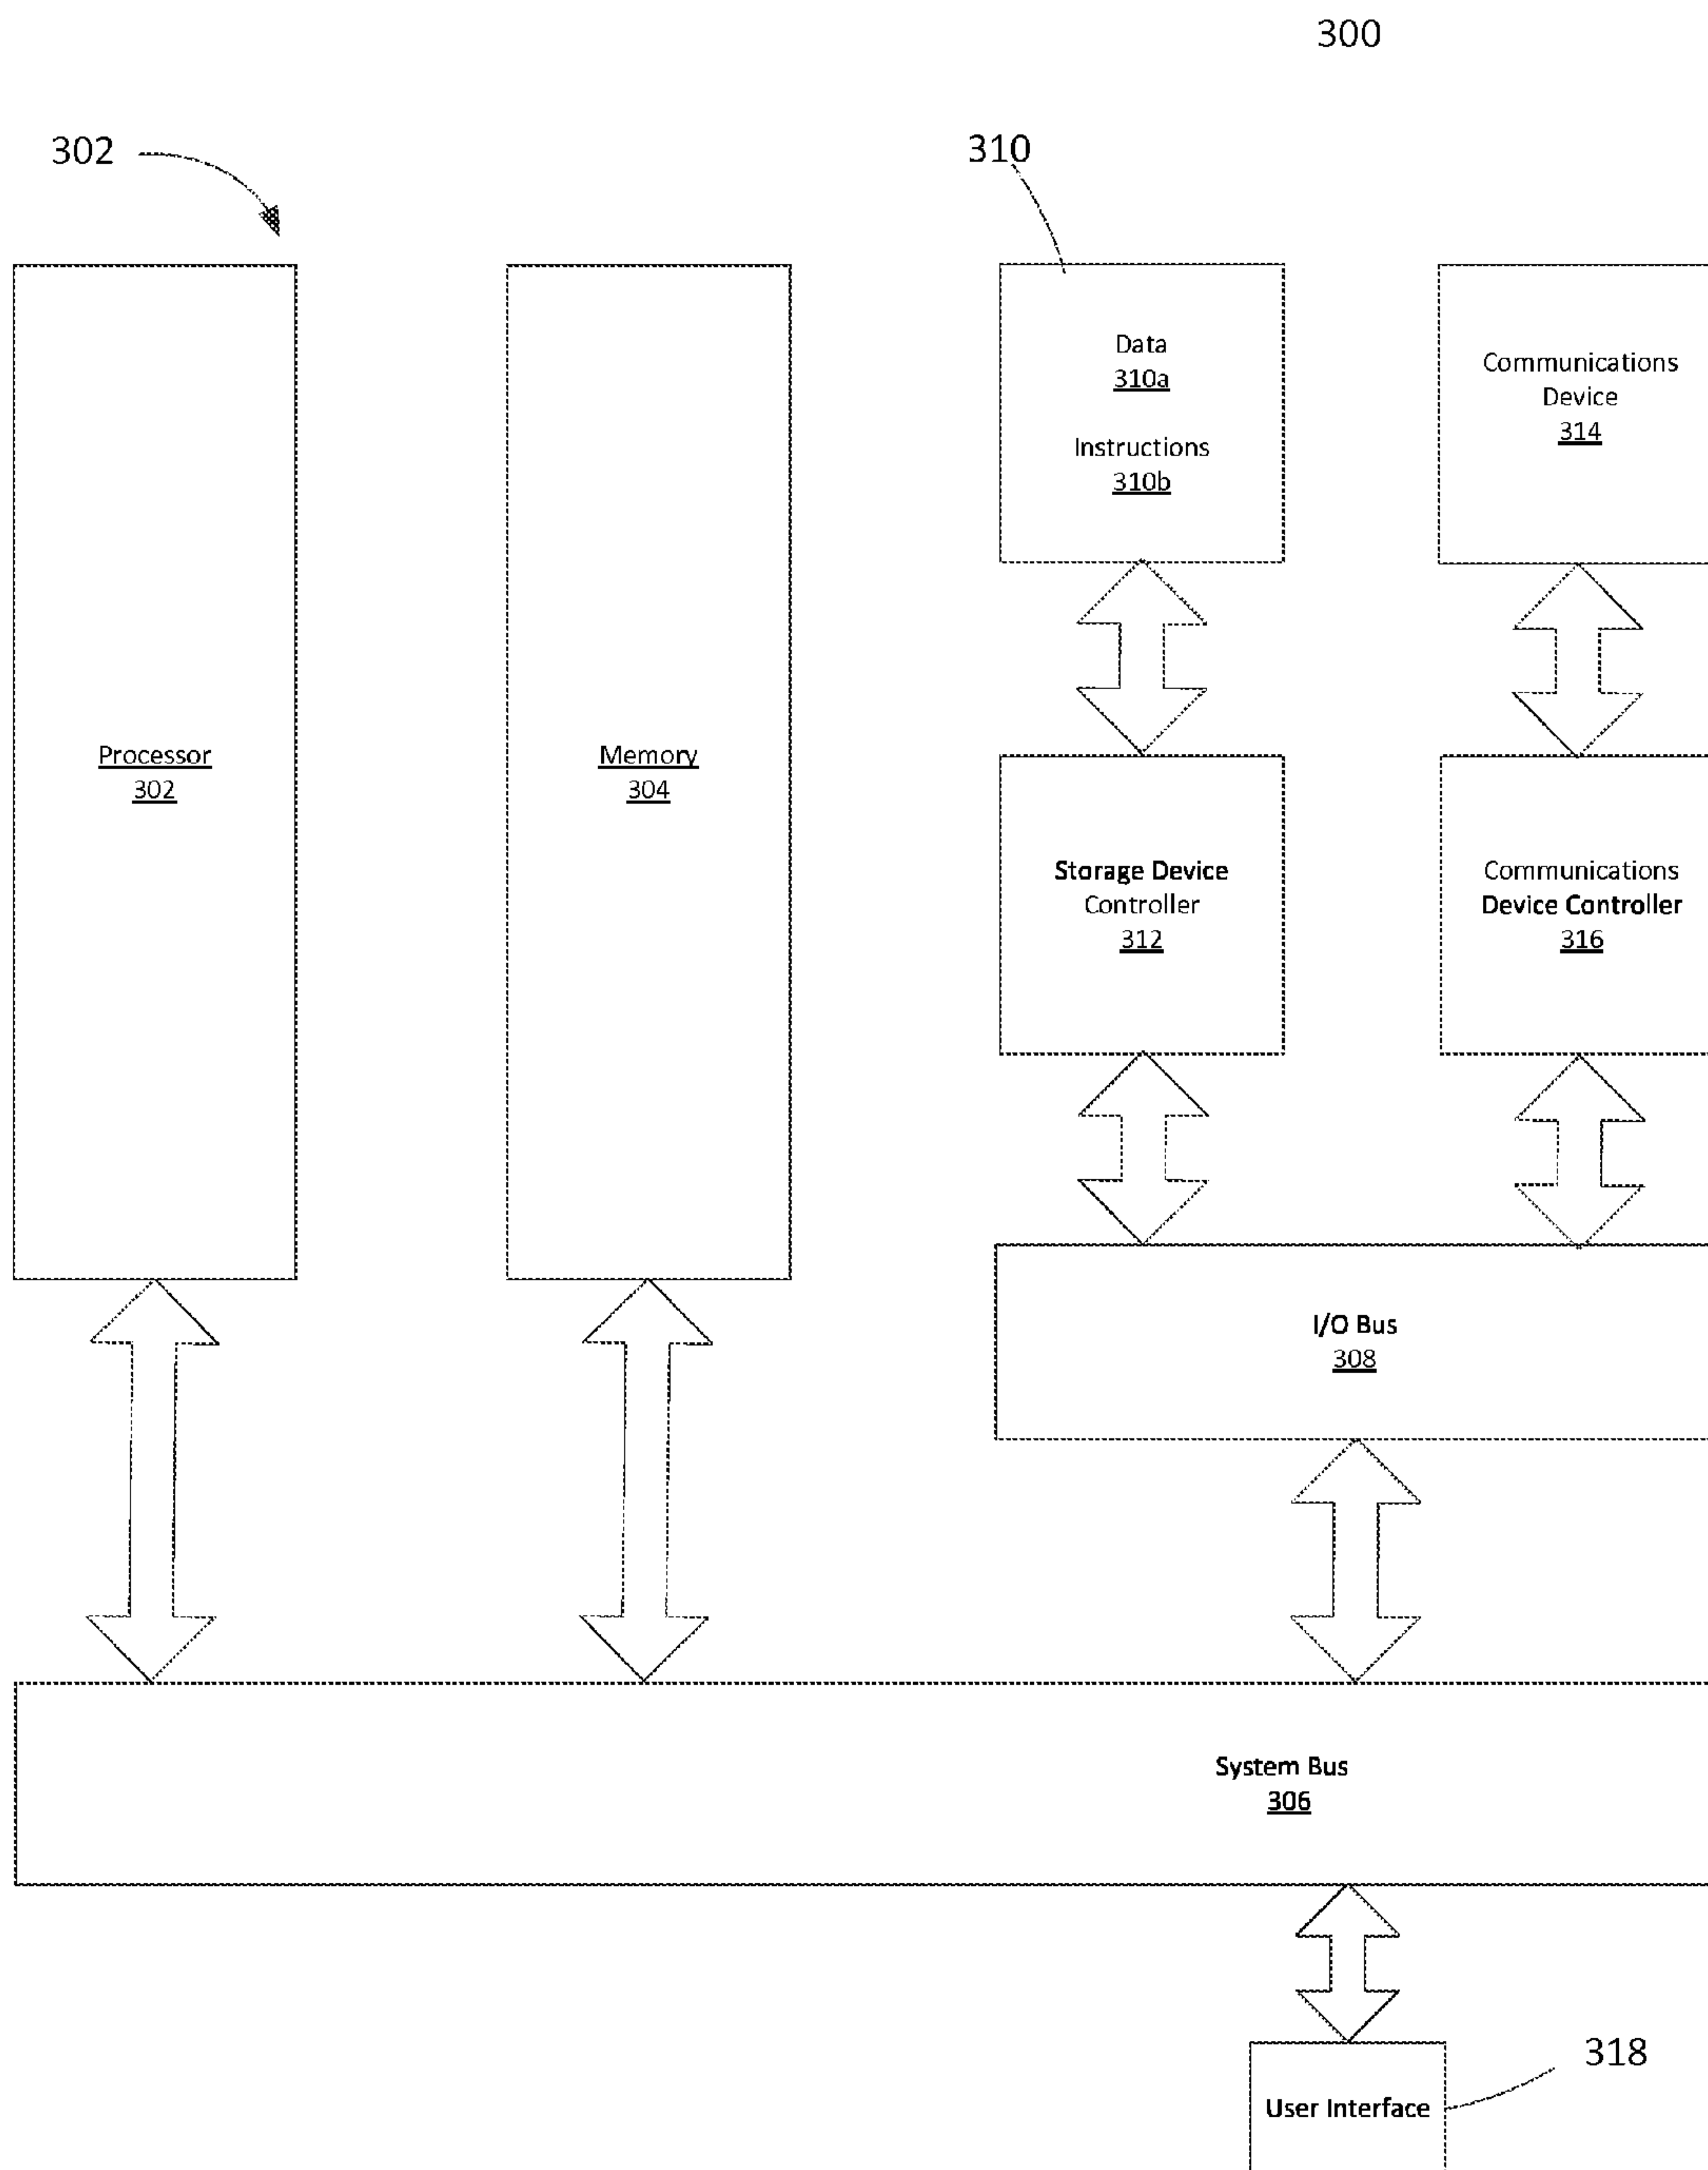 300
302
310
Data
310a
Instructions
310b
Communications
Device
314
Processor
302
Memory
304
Storage Device
Controller
312
Communications
Device Controller
316
I/O Bus
308
System Bus
306
318
User Interface